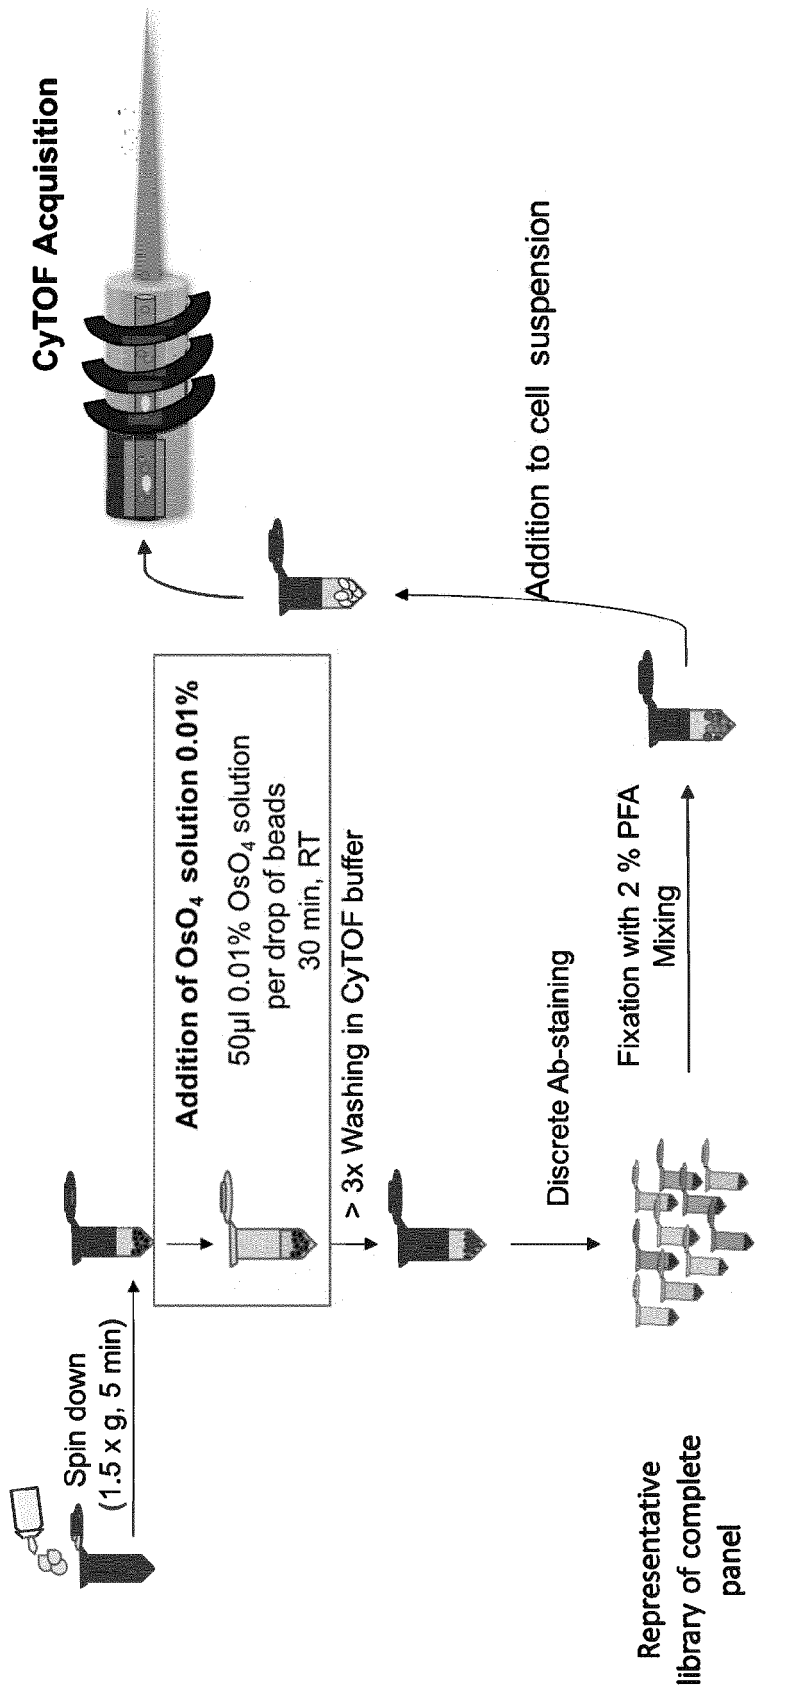 Spin down
(1.5 x g, 5 min)
Addition of OsO₄ solution 0.01%
50µl 0.01% OsO₄ solution
per drop of beads
30 min, RT
> 3x Washing in CyTOF buffer
Discrete Ab-staining
Representative
library of complete
panel
Fixation with 2 % PFA
Mixing
Addition to cell suspension
CyTOF Acquisition